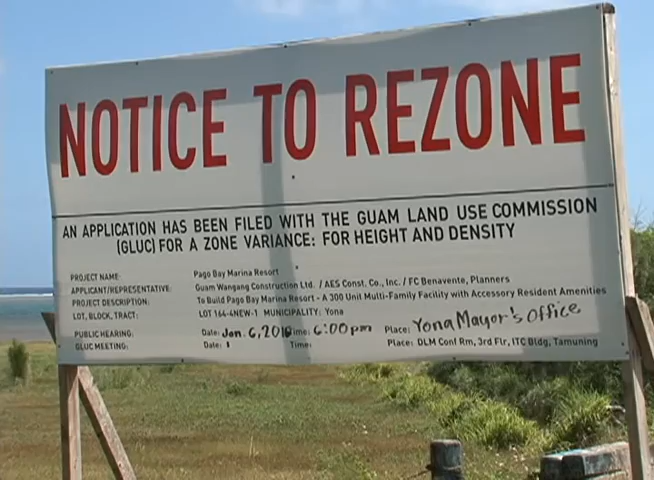 NOTICE TO REZONE
AN APPLICATION HAS BEEN FILED WITH THE GUAM LAND USE COMMISSION
(GLUC) FOR A ZONE VARIANCE: FOR HEIGHT AND DENSITY
PROJECT NAME: Pago Bay Marina Resort
APPLICANT/REPRESENTATIVE: Guam Wangang Construction Ltd. / AES Const. Co., Inc. / FC Benavente, Planners
PROJECT DESCRIPTION: To Build Pago Bay Marina Resort - A 300 Unit Multi-Family Facility with Accessory Resident Amenities
LOT, BLOCK, TRACT: LOT 164-4NEW-1 MUNICIPALITY: Yona
PUBLIC HEARING: Date: Jan. 6, 2010 Time: 6:00pm Place: Yona Mayor's Office
GLUC MEETING: Date: Time: Place: DLM Conf Rm, 3rd Flr, ITC Bldg, Tamuning